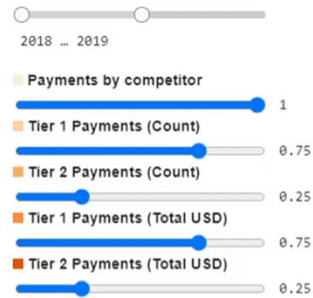 2018 … 2019
Payments by competitor
1
Tier 1 Payments (Count)
0.75
Tier 2 Payments (Count)
0.25
Tier 1 Payments (Total USD)
0.75
Tier 2 Payments (Total USD)
0.25